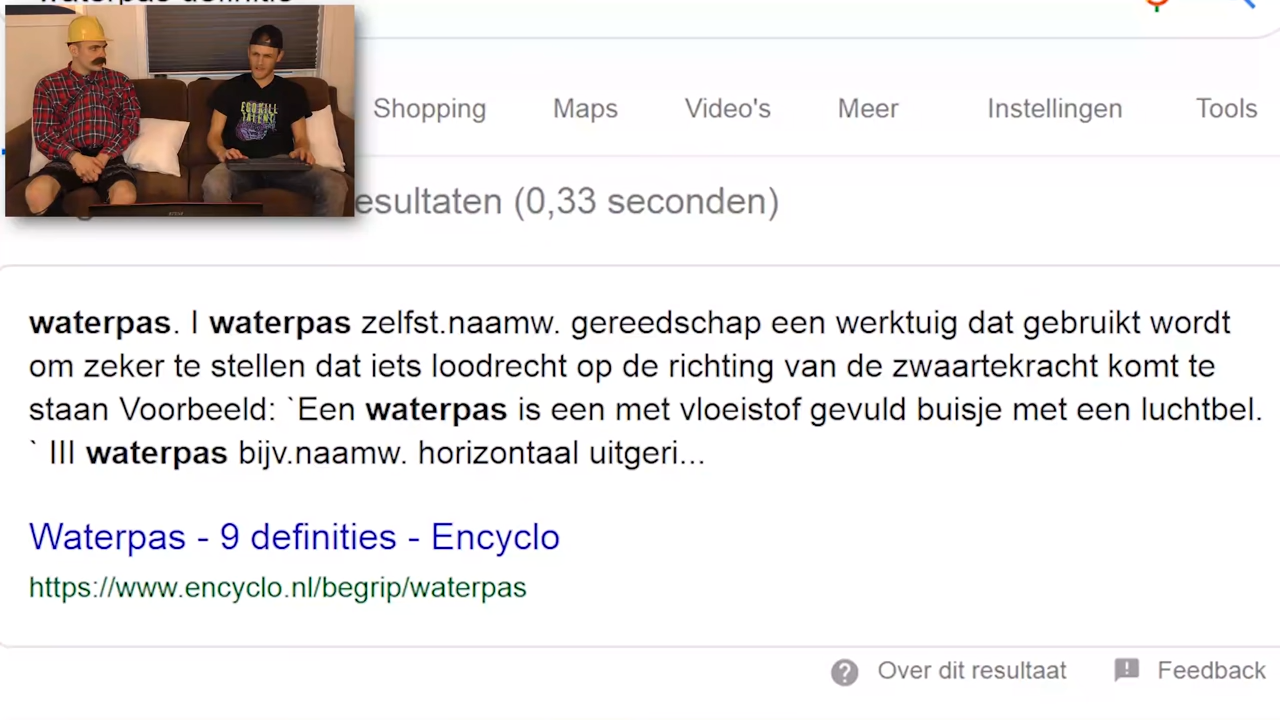 waterpas definitie
Shopping Maps Video's Meer Instellingen Tools
esultaten (0,33 seconden)
waterpas. I waterpas zelfst.naamw. gereedschap een werktuig dat gebruikt wordt
om zeker te stellen dat iets loodrecht op de richting van de zwaartekracht komt te
staan Voorbeeld: `Een waterpas is een met vloeistof gevuld buisje met een luchtbel.
` III waterpas bijv.naamw. horizontaal uitgeri...
Waterpas - 9 definities - Encyclo
https://www.encyclo.nl/begrip/waterpas
Over dit resultaat Feedback